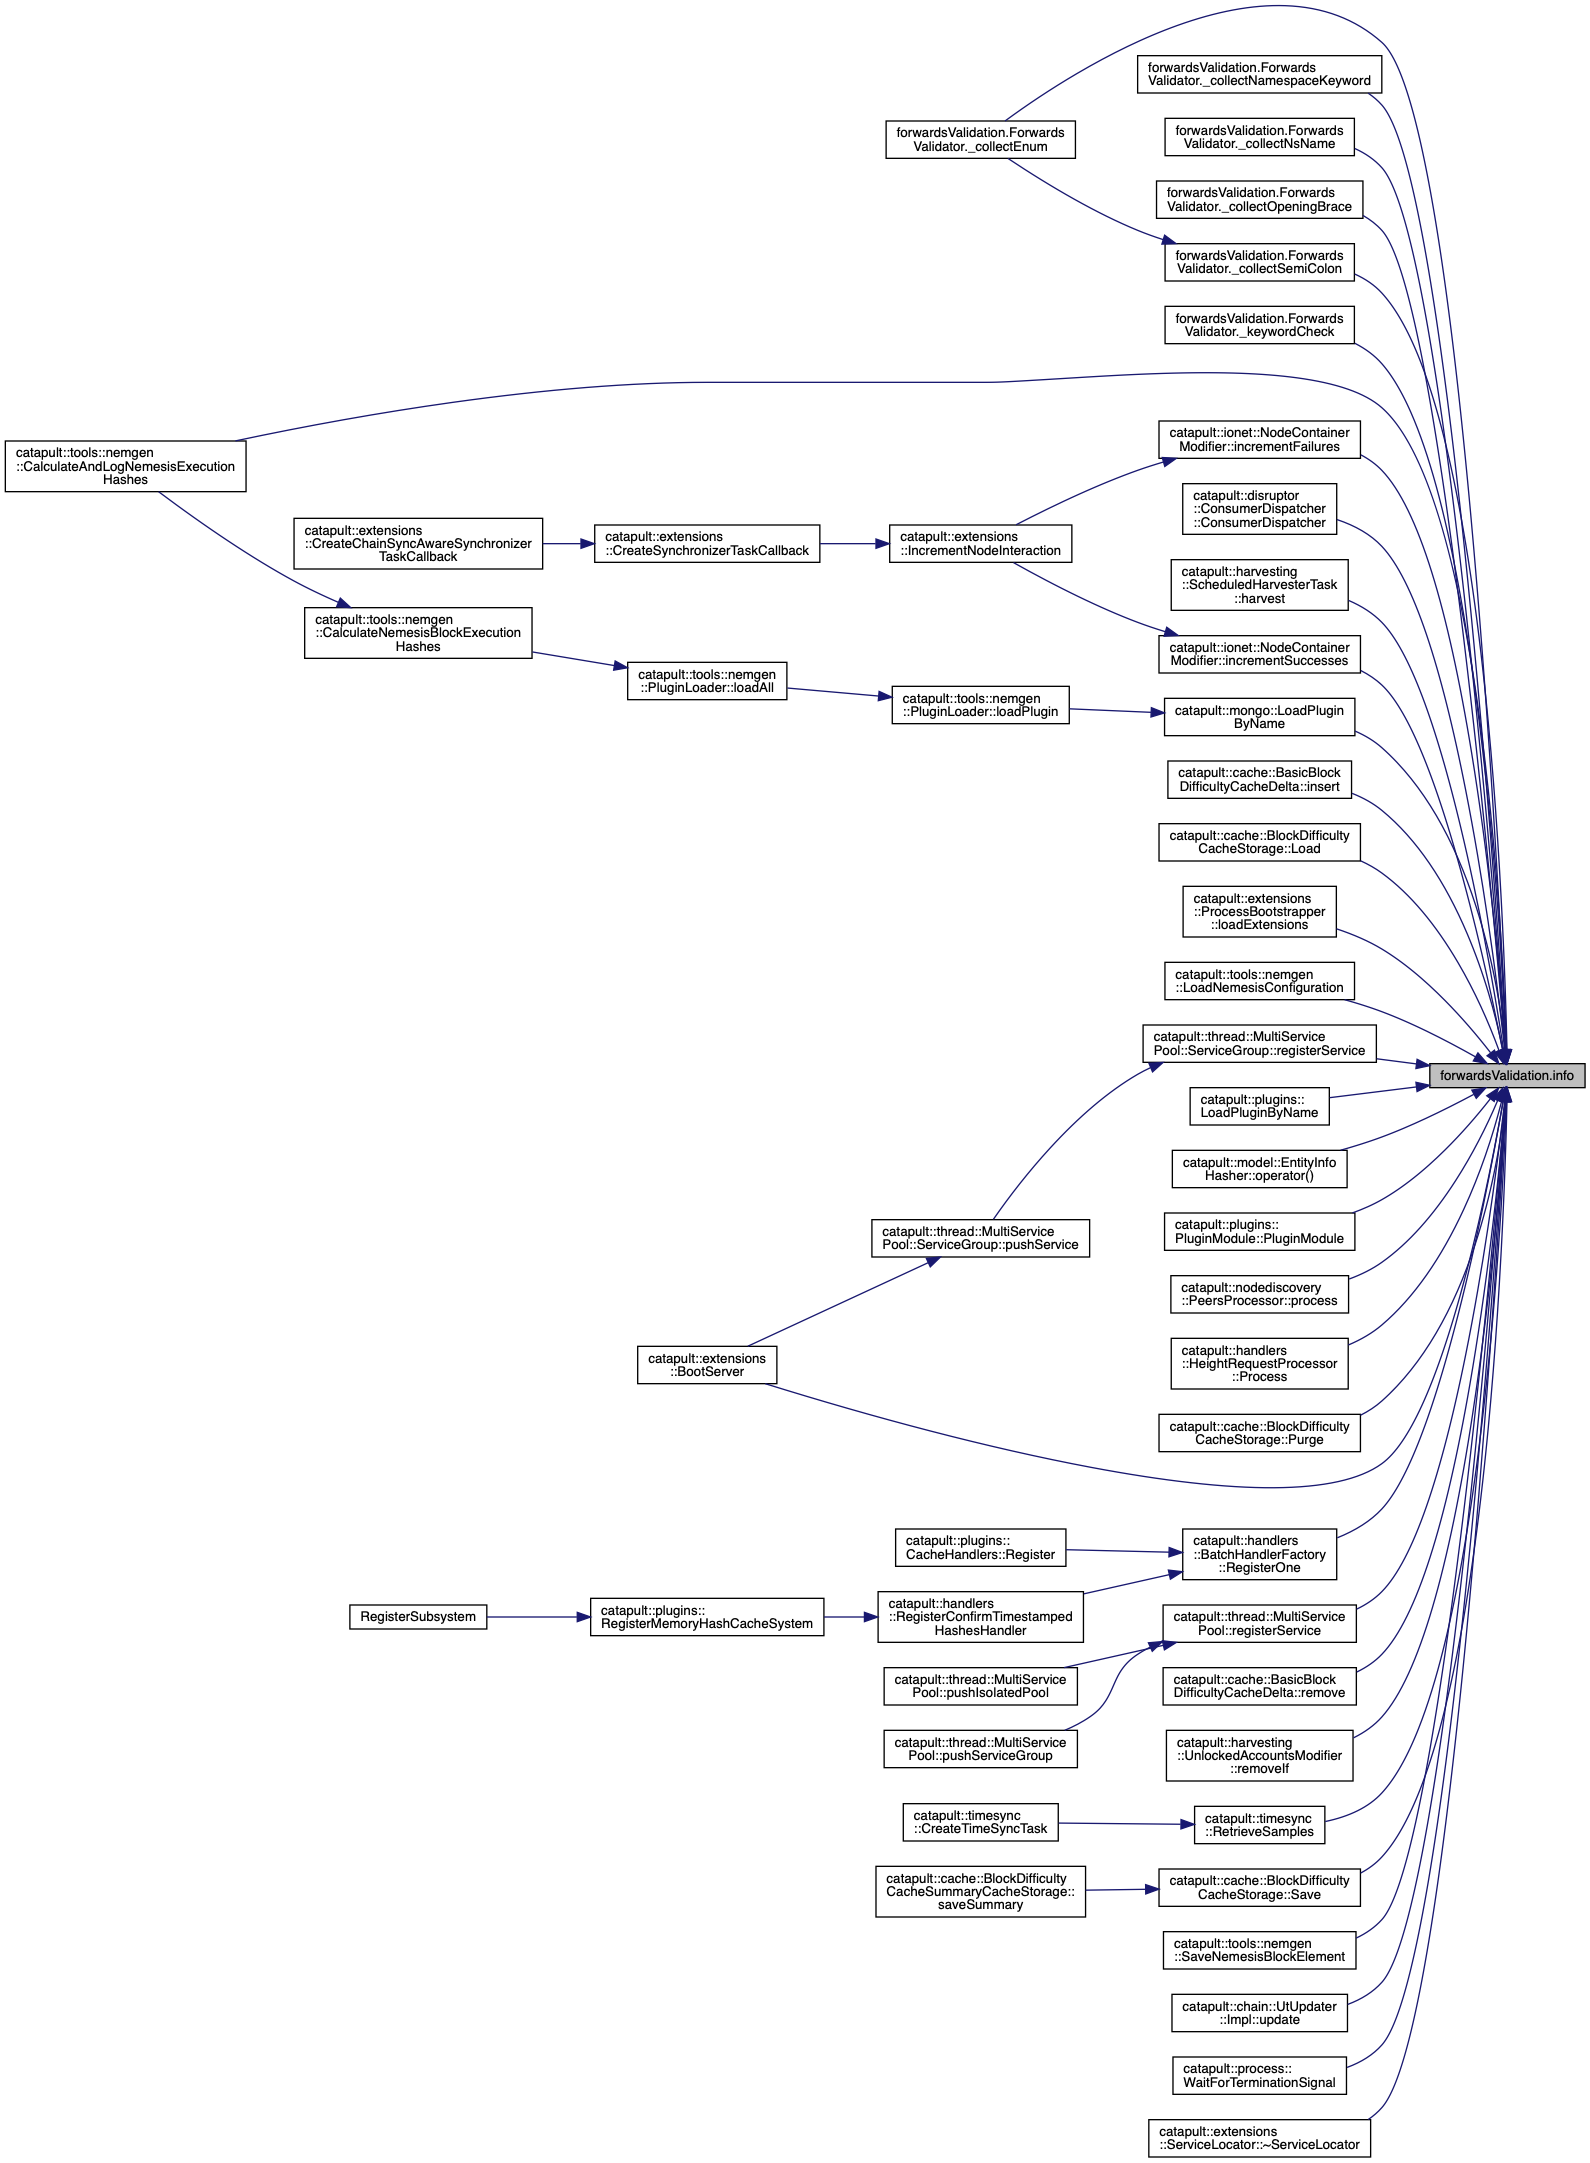 forwardsValidation.Forwards
Validator._collectNamespaceKeyword
forwardsValidation.Forwards
Validator._collectEnum
forwardsValidation.Forwards
Validator._collectNsName
forwardsValidation.Forwards
Validator._collectOpeningBrace
forwardsValidation.Forwards
Validator._collectSemiColon
forwardsValidation.Forwards
Validator._keywordCheck
catapult::tools::nemgen
::CalculateAndLogNemesisExecution
Hashes
catapult::ionet::NodeContainer
Modifier::incrementFailures
catapult::disruptor
::ConsumerDispatcher
::ConsumerDispatcher
catapult::extensions
::CreateChainSyncAwareSynchronizer
TaskCallback
catapult::extensions
::CreateSynchronizerTaskCallback
catapult::extensions
::IncrementNodeInteraction
catapult::harvesting
::ScheduledHarvesterTask
::harvest
catapult::tools::nemgen
::CalculateNemesisBlockExecution
Hashes
catapult::ionet::NodeContainer
Modifier::incrementSuccesses
catapult::tools::nemgen
::PluginLoader::loadAll
catapult::tools::nemgen
::PluginLoader::loadPlugin
catapult::mongo::LoadPlugin
ByName
catapult::cache::BasicBlock
DifficultyCacheDelta::insert
catapult::cache::BlockDifficulty
CacheStorage::Load
catapult::extensions
::ProcessBootstrapper
::loadExtensions
catapult::tools::nemgen
::LoadNemesisConfiguration
catapult::thread::MultiService
Pool::ServiceGroup::registerService
forwardsValidation.info
catapult::plugins::
LoadPluginByName
catapult::model::EntityInfo
Hasher::operator()
catapult::plugins::
PluginModule::PluginModule
catapult::thread::MultiService
Pool::ServiceGroup::pushService
catapult::nodediscovery
::PeersProcessor::process
catapult::handlers
::HeightRequestProcessor
::Process
catapult::extensions
::BootServer
catapult::cache::BlockDifficulty
CacheStorage::Purge
catapult::plugins::
CacheHandlers::Register
catapult::handlers
::BatchHandlerFactory
::RegisterOne
RegisterSubsystem
catapult::plugins::
RegisterMemoryHashCacheSystem
catapult::handlers
::RegisterConfirmTimestamped
HashesHandler
catapult::thread::MultiService
Pool::registerService
catapult::thread::MultiService
Pool::pushIsolatedPool
catapult::cache::BasicBlock
DifficultyCacheDelta::remove
catapult::thread::MultiService
Pool::pushServiceGroup
catapult::harvesting
::UnlockedAccountsModifier
::removeIf
catapult::timesync
::CreateTimeSyncTask
catapult::timesync
::RetrieveSamples
catapult::cache::BlockDifficulty
CacheSummaryCacheStorage::
saveSummary
catapult::cache::BlockDifficulty
CacheStorage::Save
catapult::tools::nemgen
::SaveNemesisBlockElement
catapult::chain::UtUpdater
::Impl::update
catapult::process::
WaitForTerminationSignal
catapult::extensions
::ServiceLocator::~ServiceLocator